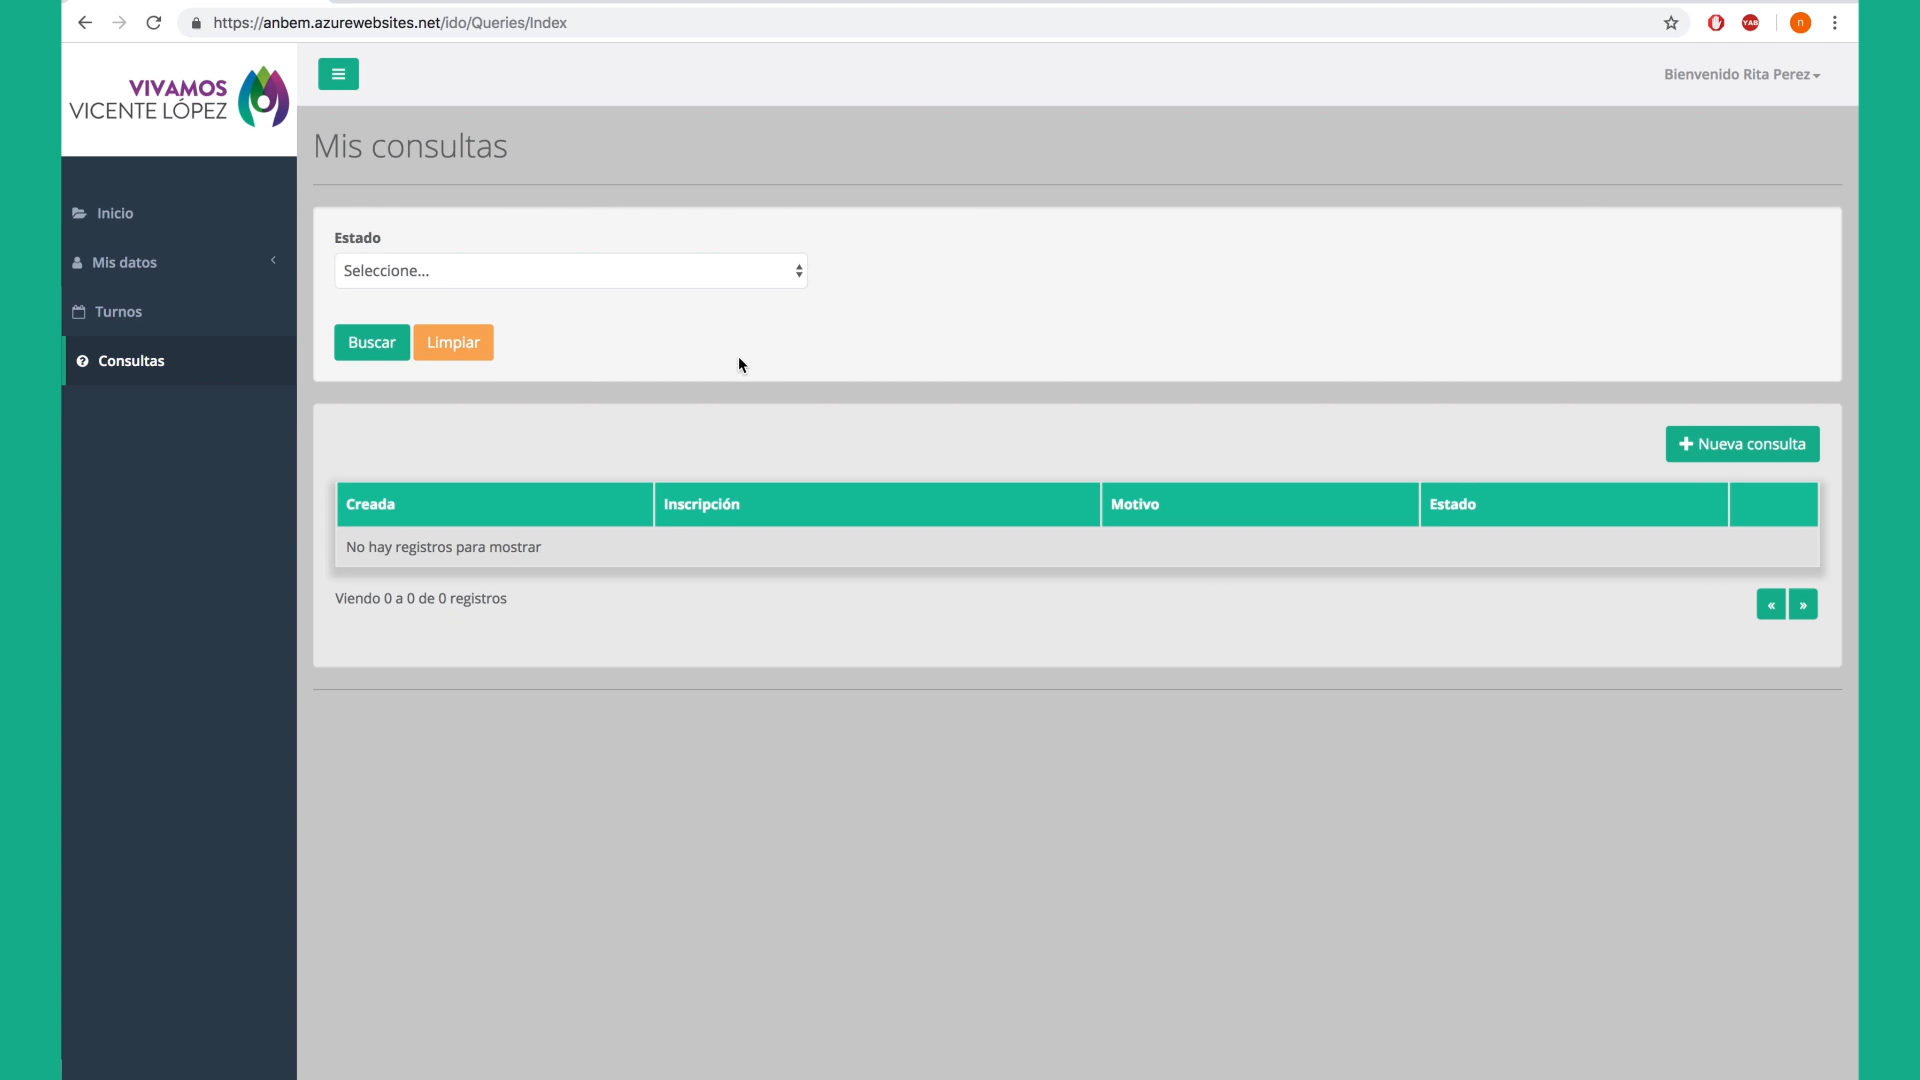 https://anbem.azurewebsites.net/ido/Queries/Index
YAB
n
VIVAMOS
VICENTE LÓPEZ
Bienvenido Rita Perez
Mis consultas
Inicio
Mis datos
Turnos
Consultas
Estado
Seleccione...
Buscar
Limpiar
Nueva consulta
Creada Inscripción Motivo Estado
No hay registros para mostrar
Viendo 0 a 0 de 0 registros
« »